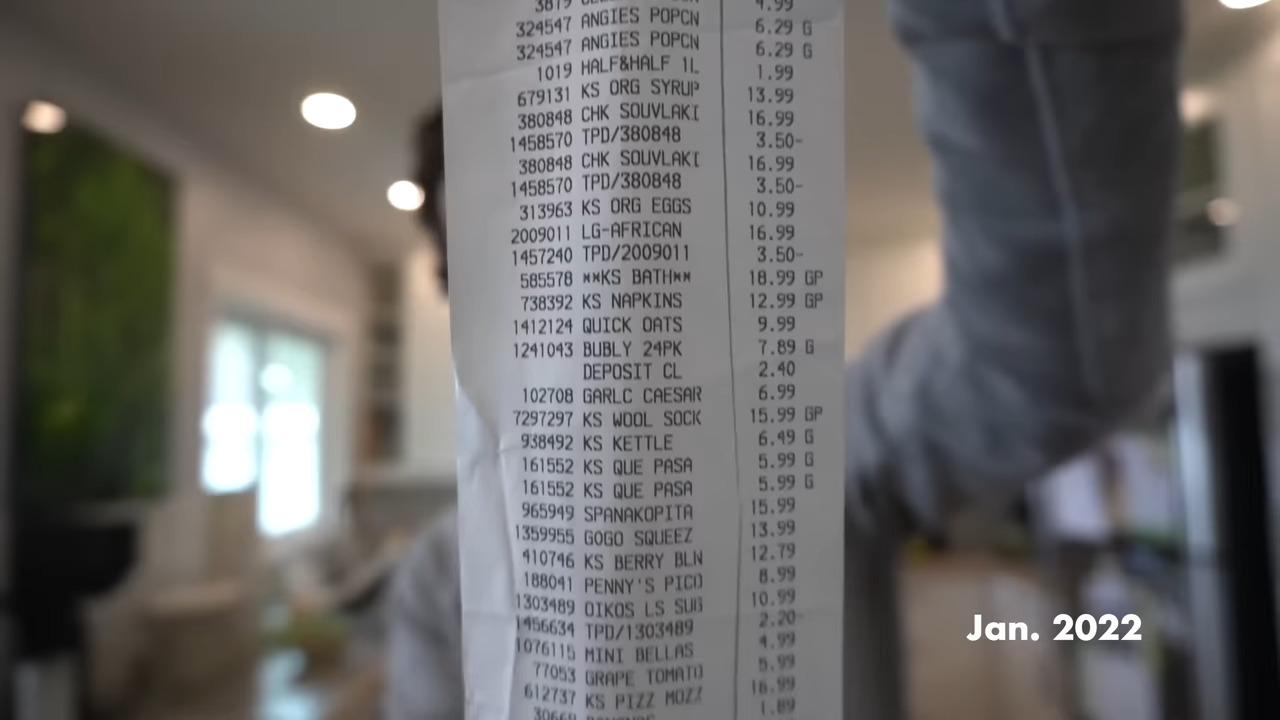 3879 4.99
324547 ANGIES POPCN 6.29 G
324547 ANGIES POPCN 6.29 G
1019 HALF&HALF 1L 1.99
679131 KS ORG SYRUP 13.99
380848 CHK SOUVLAKI 16.99
1458570 TPD/380848 3.50-
380848 CHK SOUVLAKI 16.99
1458570 TPD/380848 3.50-
313963 KS ORG EGGS 10.99
2009011 LG-AFRICAN 16.99
1457240 TPD/2009011 3.50-
585578 **KS BATH** 18.99 GP
738392 KS NAPKINS 12.99 GP
1412124 QUICK OATS 9.99
1241043 BUBLY 24PK 7.89 G
DEPOSIT CL 2.40
102708 GARLC CAESAR 6.99
7297297 KS WOOL SOCK 15.99 GP
938492 KS KETTLE 6.49 G
161552 KS QUE PASA 5.99 G
161552 KS QUE PASA 5.99 G
965949 SPANAKOPITA 15.99
1359955 GOGO SQUEEZ 13.99
410746 KS BERRY BLN 12.79
188041 PENNY'S PICO 8.99
1303489 OIKOS LS SUG 10.99
1456634 TPD/1303489 2.20-
1076115 MINI BELLAS 4.99
77053 GRAPE TOMATO 5.99
612737 KS PIZZ MOZZ 16.99
30669 1.89
Jan. 2022